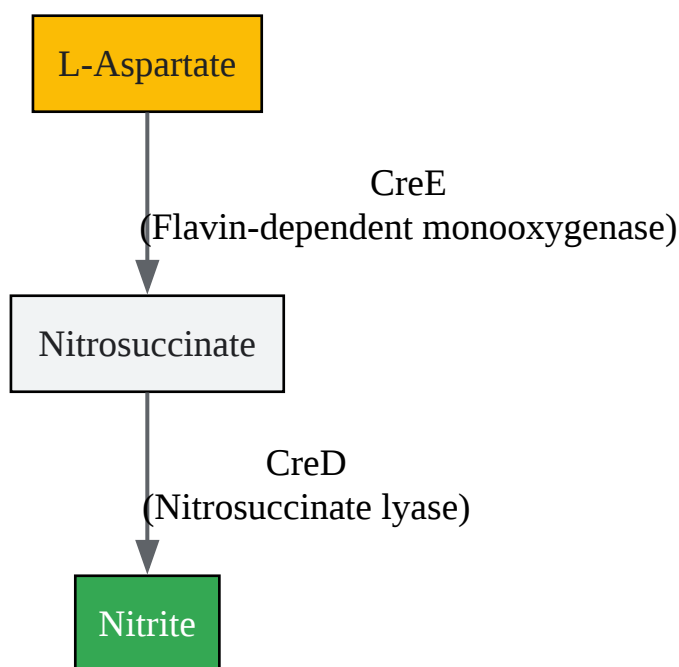 L-Aspartate
CreE
(Flavin-dependent monooxygenase)
Nitrosuccinate
CreD
(Nitrosuccinate lyase)
Nitrite